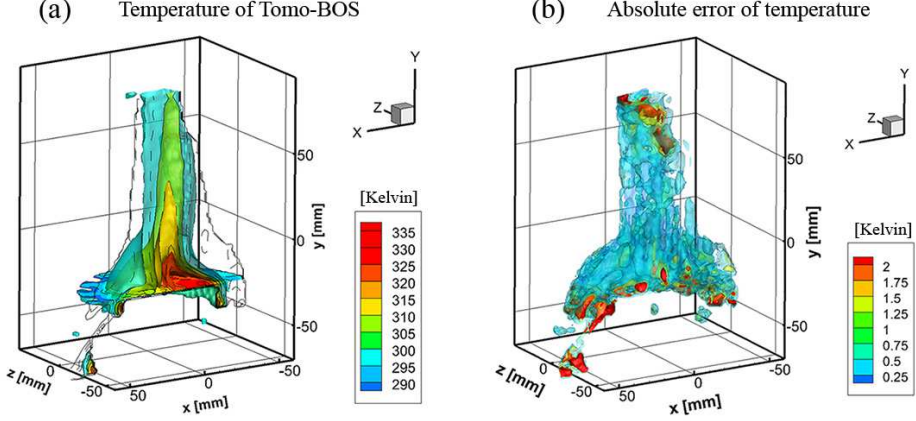 (a) Temperature of Tomo-BOS
Y
Z
X
50
0
-50
y [mm]
[Kelvin]
335
330
325
320
315
310
305
300
295
290
z [mm]
0
-50
50
0
-50
x [mm]
(b) Absolute error of temperature
Y
Z
X
50
0
-50
y [mm]
[Kelvin]
2
1.75
1.5
1.25
1
0.75
0.5
0.25
z [mm]
0
-50
50
0
-50
x [mm]